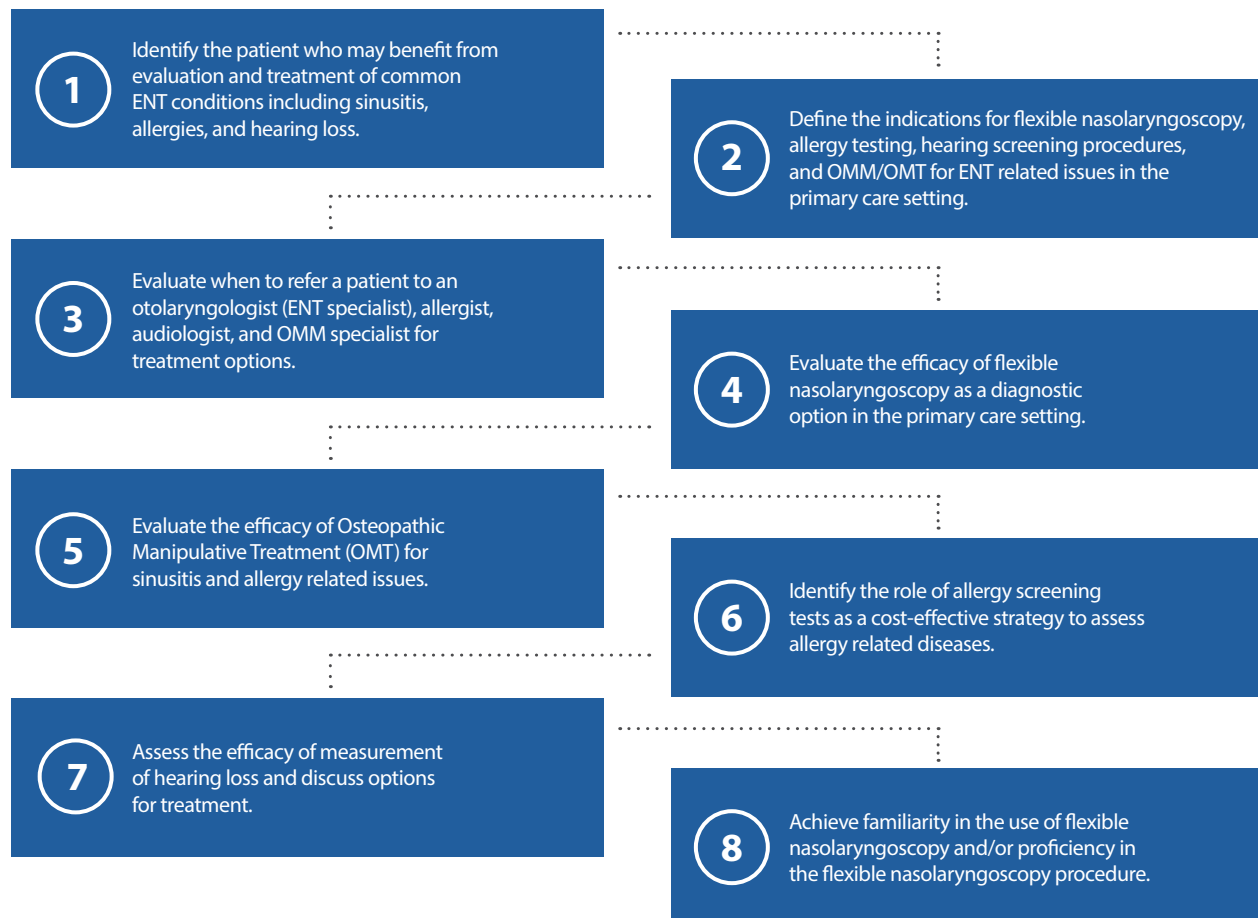 1
Identify the patient who may benefit from
evaluation and treatment of common
ENT conditions including sinusitis,
allergies, and hearing loss.
2
Define the indications for flexible nasolaryngoscopy,
allergy testing, hearing screening procedures,
and OMM/OMT for ENT related issues in the
primary care setting.
3
Evaluate when to refer a patient to an
otolaryngologist (ENT specialist), allergist,
audiologist, and OMM specialist for
treatment options.
4
Evaluate the efficacy of flexible
nasolaryngoscopy as a diagnostic
option in the primary care setting.
5
Evaluate the efficacy of Osteopathic
Manipulative Treatment (OMT) for
sinusitis and allergy related issues.
6
Identify the role of allergy screening
tests as a cost-effective strategy to assess
allergy related diseases.
7
Assess the efficacy of measurement
of hearing loss and discuss options
for treatment.
8
Achieve familiarity in the use of flexible
nasolaryngoscopy and/or proficiency in
the flexible nasolaryngoscopy procedure.